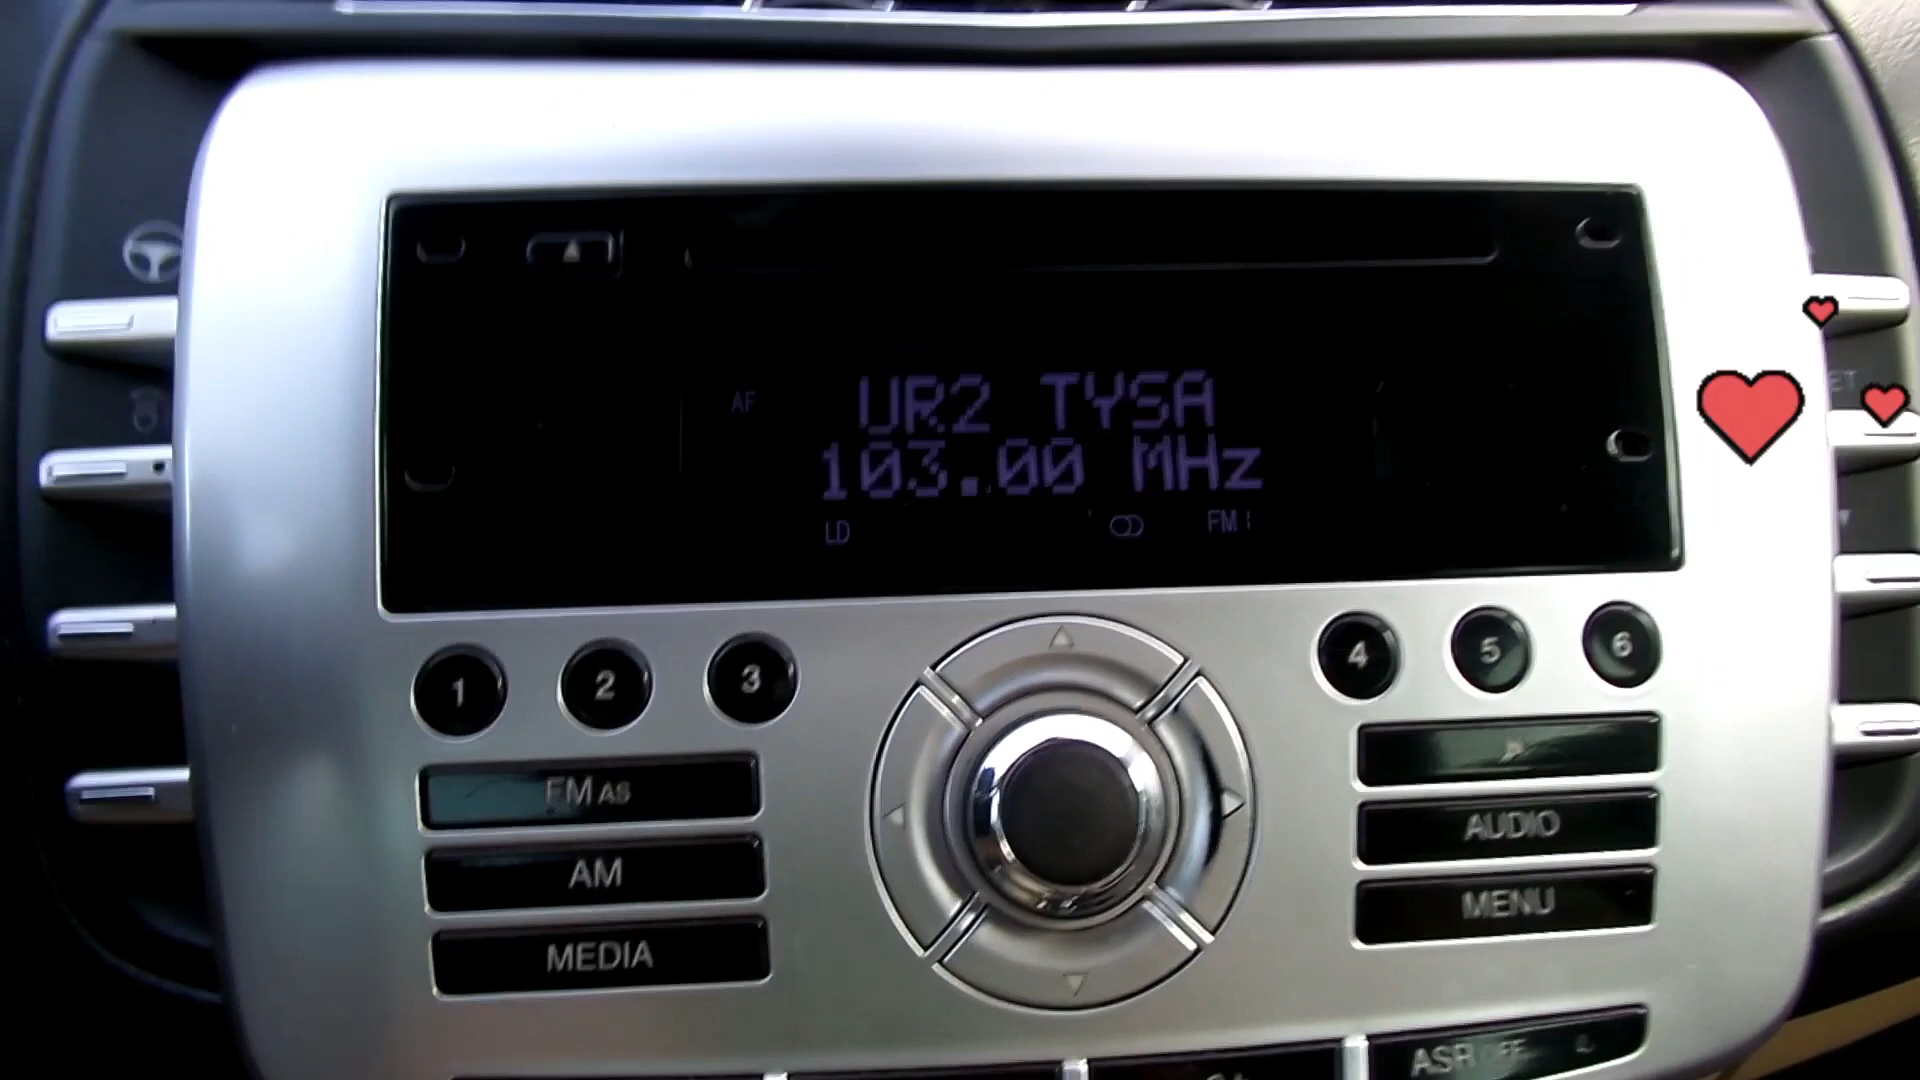 AF
UR2 TYSA
103.00 MHz
LD
FM
1
2
3
4
5
6
FM AS
AM
MEDIA
AUDIO
MENU
ASR OFF